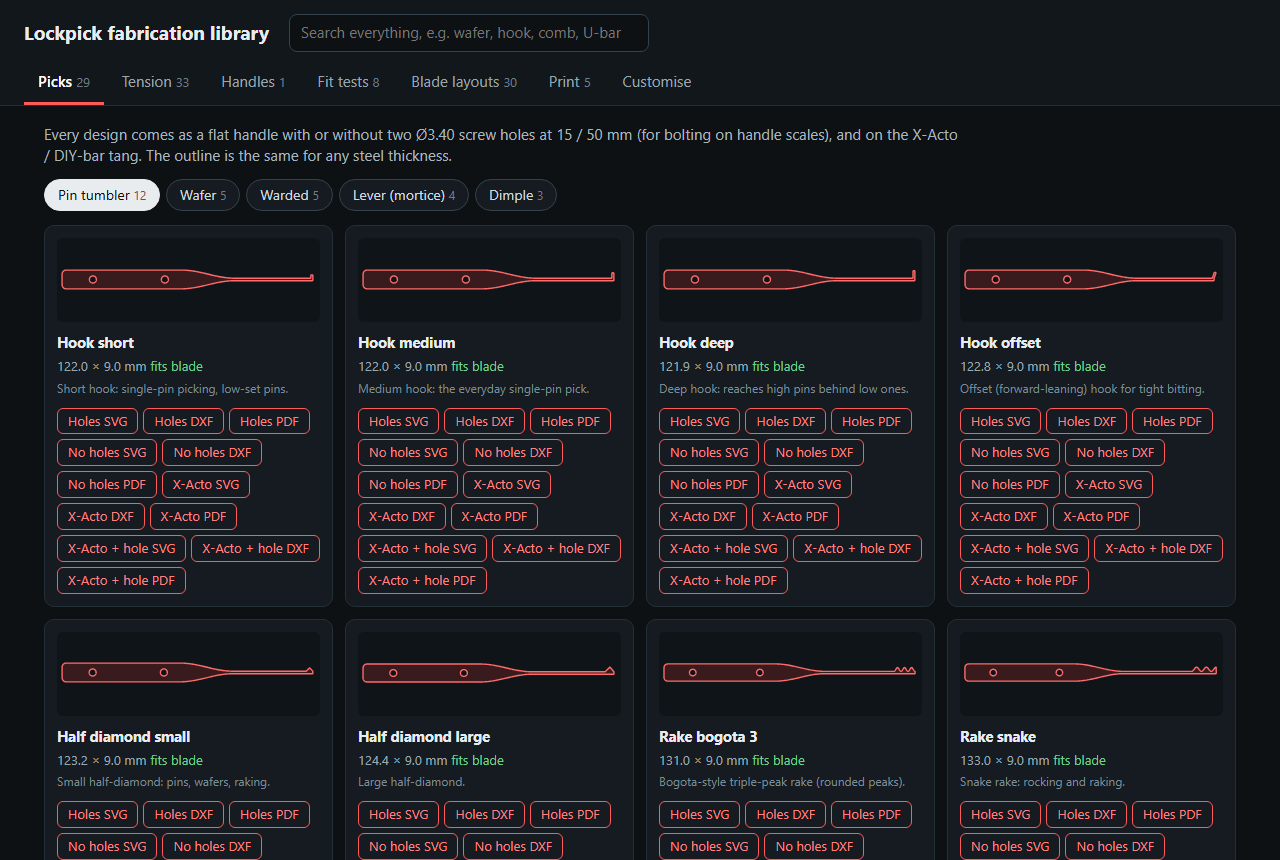 Lockpick fabrication library
Search everything, e.g. wafer, hook, comb, U-bar
Picks 29
Tension 33
Handles 1
Fit tests 8
Blade layouts 30
Print 5
Customise
Every design comes as a flat handle with or without two Ø3.40 screw holes at 15 / 50 mm (for bolting on handle scales), and on the X-Acto
/ DIY-bar tang. The outline is the same for any steel thickness.
Pin tumbler 12
Wafer 5
Warded 5
Lever (mortice) 4
Dimple 3
Hook short
122.0 × 9.0 mm fits blade
Short hook: single-pin picking, low-set pins.
Holes SVG
Holes DXF
Holes PDF
No holes SVG
No holes DXF
No holes PDF
X-Acto SVG
X-Acto DXF
X-Acto PDF
X-Acto + hole SVG
X-Acto + hole DXF
X-Acto + hole PDF
Hook medium
122.0 × 9.0 mm fits blade
Medium hook: the everyday single-pin pick.
Holes SVG
Holes DXF
Holes PDF
No holes SVG
No holes DXF
No holes PDF
X-Acto SVG
X-Acto DXF
X-Acto PDF
X-Acto + hole SVG
X-Acto + hole DXF
X-Acto + hole PDF
Hook deep
121.9 × 9.0 mm fits blade
Deep hook: reaches high pins behind low ones.
Holes SVG
Holes DXF
Holes PDF
No holes SVG
No holes DXF
No holes PDF
X-Acto SVG
X-Acto DXF
X-Acto PDF
X-Acto + hole SVG
X-Acto + hole DXF
X-Acto + hole PDF
Hook offset
122.8 × 9.0 mm fits blade
Offset (forward-leaning) hook for tight bitting.
Holes SVG
Holes DXF
Holes PDF
No holes SVG
No holes DXF
No holes PDF
X-Acto SVG
X-Acto DXF
X-Acto PDF
X-Acto + hole SVG
X-Acto + hole DXF
X-Acto + hole PDF
Half diamond small
123.2 × 9.0 mm fits blade
Small half-diamond: pins, wafers, raking.
Holes SVG
Holes DXF
Holes PDF
No holes SVG
No holes DXF
Half diamond large
124.4 × 9.0 mm fits blade
Large half-diamond.
Holes SVG
Holes DXF
Holes PDF
No holes SVG
No holes DXF
Rake bogota 3
131.0 × 9.0 mm fits blade
Bogota-style triple-peak rake (rounded peaks).
Holes SVG
Holes DXF
Holes PDF
No holes SVG
No holes DXF
Rake snake
133.0 × 9.0 mm fits blade
Snake rake: rocking and raking.
Holes SVG
Holes DXF
Holes PDF
No holes SVG
No holes DXF